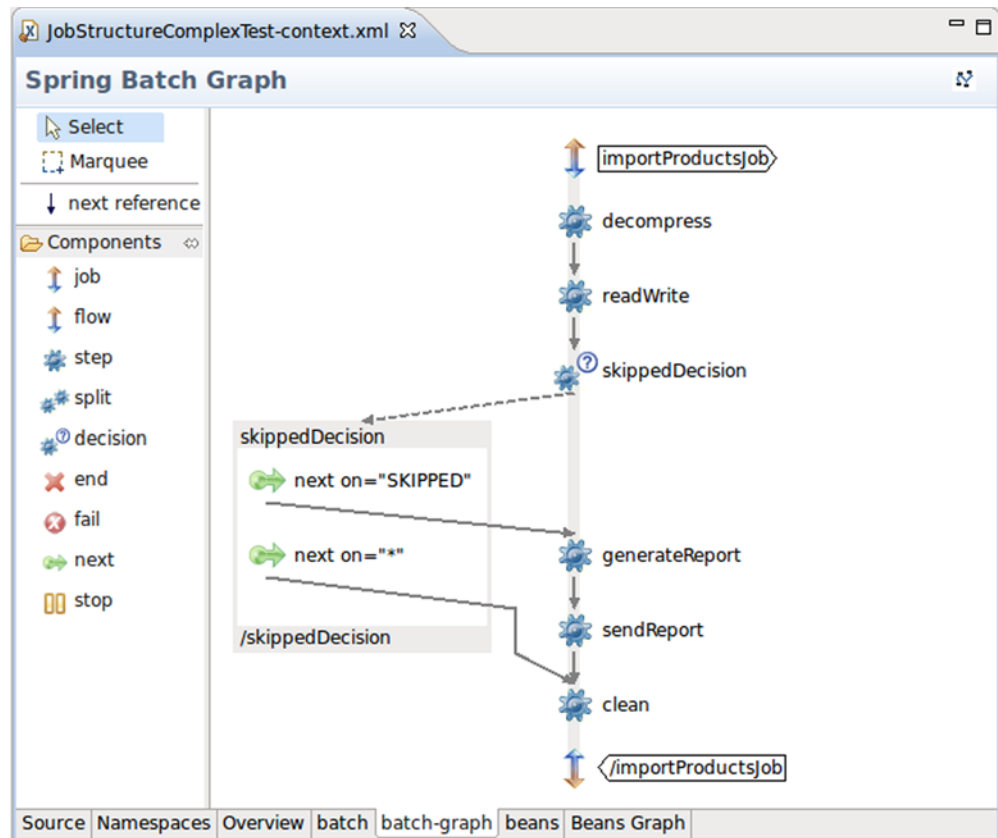 JobStructureComplexTest-context.xml
Spring Batch Graph
Select
Marquee
next reference
Components
job
flow
step
split
decision
end
fail
next
stop
importProductsJob
decompress
readWrite
skippedDecision
skippedDecision
next on="SKIPPED"
next on="*"
/skippedDecision
generateReport
sendReport
clean
/importProductsJob
Source Namespaces Overview batch batch-graph beans Beans Graph